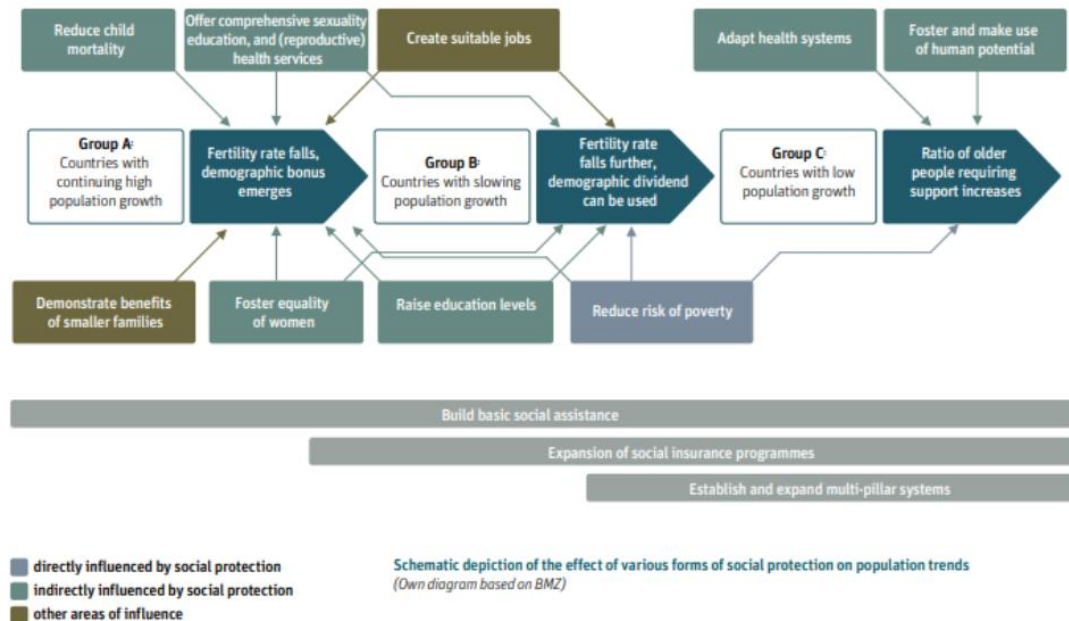 Reduce child
mortality
Offer comprehensive sexuality
education, and (reproductive)
health services
Create suitable jobs
Adapt health systems
Foster and make use
of human potential
Group A:
Countries with
continuing high
population growth
Fertility rate falls,
demographic bonus
emerges
Group B:
Countries with slowing
population growth
Fertility rate
falls further,
demographic dividend
can be used
Group C:
Countries with low
population growth
Ratio of older
people requiring
support increases
Demonstrate benefits
of smaller families
Foster equality
of women
Raise education levels
Reduce risk of poverty
Build basic social assistance
Expansion of social insurance programmes
Establish and expand multi-pillar systems
directly influenced by social protection
indirectly influenced by social protection
other areas of influence
Schematic depiction of the effect of various forms of social protection on population trends
(Own diagram based on BMZ)